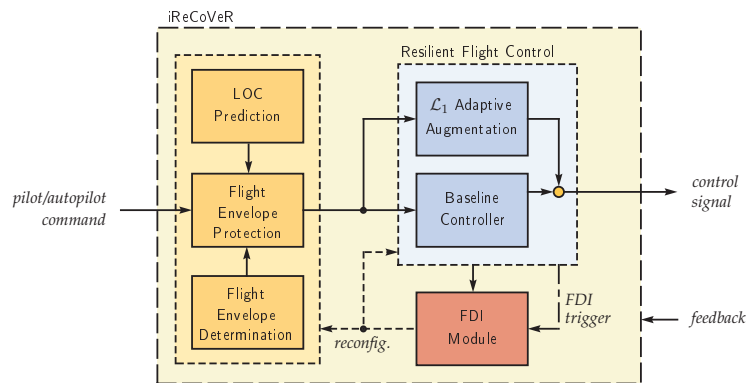 iReCoVeR
Resilient Flight Control
LOC
Prediction
ℒ₁ Adaptive
Augmentation
pilot/autopilot
command
Flight
Envelope
Protection
Baseline
Controller
control
signal
Flight
Envelope
Determination
FDI
Module
FDI
trigger
reconfig.
feedback